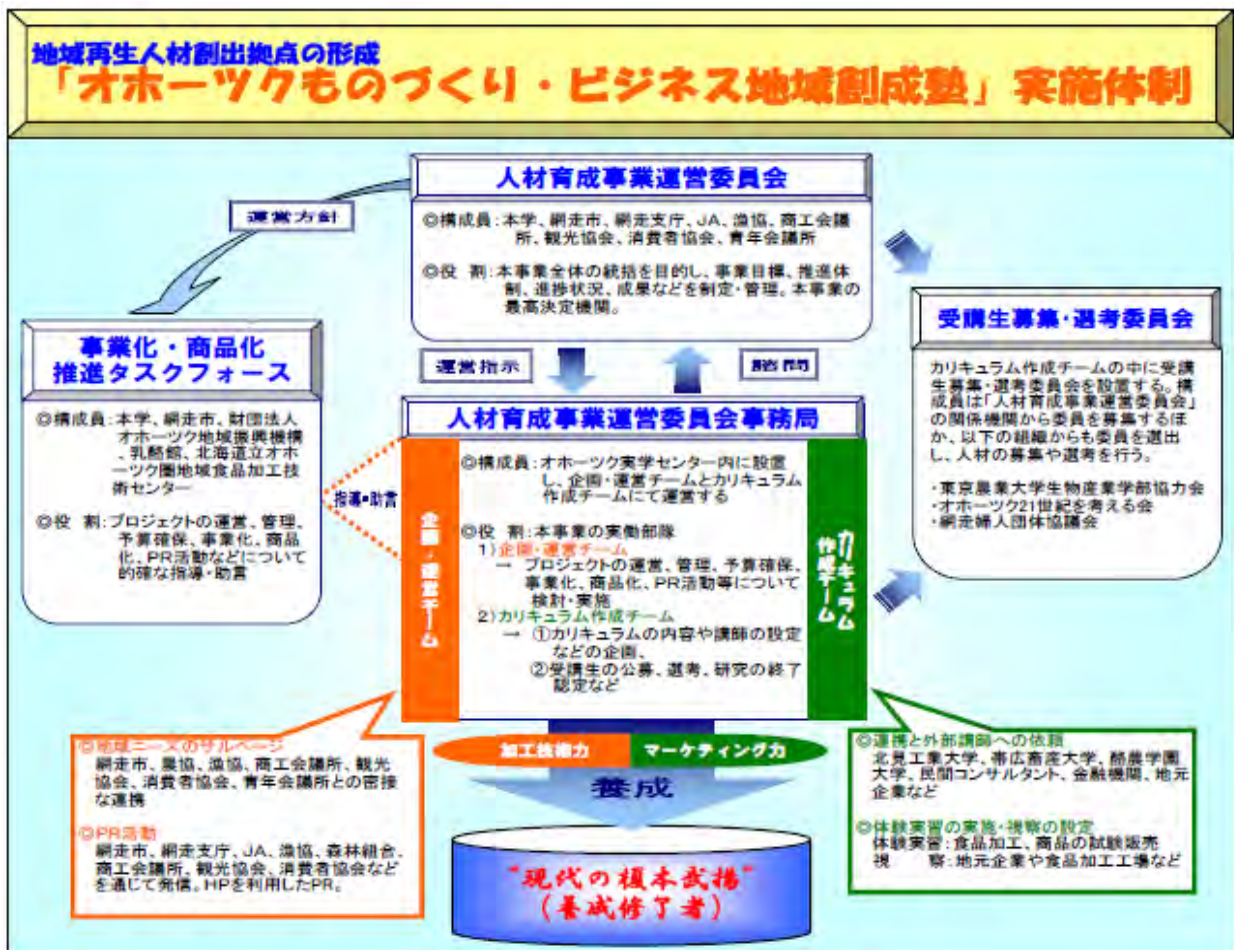 地域再生人材創出拠点の形成
「オホーツクものづくり・ビジネス地域創成塾」実施体制
人材育成事業運営委員会
◎構成員:本学、網走市、網走支庁、JA、漁協、商工会議
所、観光協会、消費者協会、青年会議所
◎役 割:本事業全体の統括を目的し、事業目標、推進体
制、進捗状況、成果などを制定・管理。本事業の
最高決定機関。
運営方針
事業化・商品化
推進タスクフォース
◎構成員:本学、網走市、財団法人
オホーツク地域振興機構
、乳酪館、北海道立オホ
ーツク圏地域食品加工技
術センター
◎役 割:プロジェクトの運営、管理、
予算確保、事業化、商品
化、PR活動などについて
的確な指導・助言
運営指示
諮問
受講生募集・選考委員会
カリキュラム作成チームの中に受講
生募集・選考委員会を設置する。構
成員は「人材育成事業運営委員会」
の関係機関から委員を募集するほ
か、以下の組織からも委員を選出
し、人材の募集や選考を行う。
・東京農業大学生物産業学部協力会
・オホーツク21世紀を考える会
・網走婦人団体協議会
人材育成事業運営委員会事務局
指導・助言
企画・運営チーム
◎構成員:オホーツク実学センター内に設置
し、企画・運営チームとカリキュラム
作成チームにて運営する
◎役 割:本事業の実働部隊
1)企画・運営チーム
→ プロジェクトの運営、管理、予算確保、
事業化、商品化、PR活動等について
検討・実施
2)カリキュラム作成チーム
→ ①カリキュラムの内容や講師の設定
などの企画、
②受講生の公募、選考、研究の終了
認定など
カリキュラム
作成チーム
加工技術力
マーケティング力
養成
◎地域ニーズのサルベージ
網走市、農協、漁協、商工会議所、観光
協会、消費者協会、青年会議所との密接
な連携
◎PR活動
網走市、網走支庁、JA、漁協、森林組合、
商工会議所、観光協会、消費者協会など
を通じて発信。HPを利用したPR。
◎連携と外部講師への依頼
北見工業大学、帯広畜産大学、酪農学園
大学、民間コンサルタント、金融機関、地元
企業など
◎体験実習の実施・視察の設定
体験実習:食品加工、商品の試験販売
視 察:地元企業や食品加工工場など
"現代の榎本武揚"
(養成修了者)